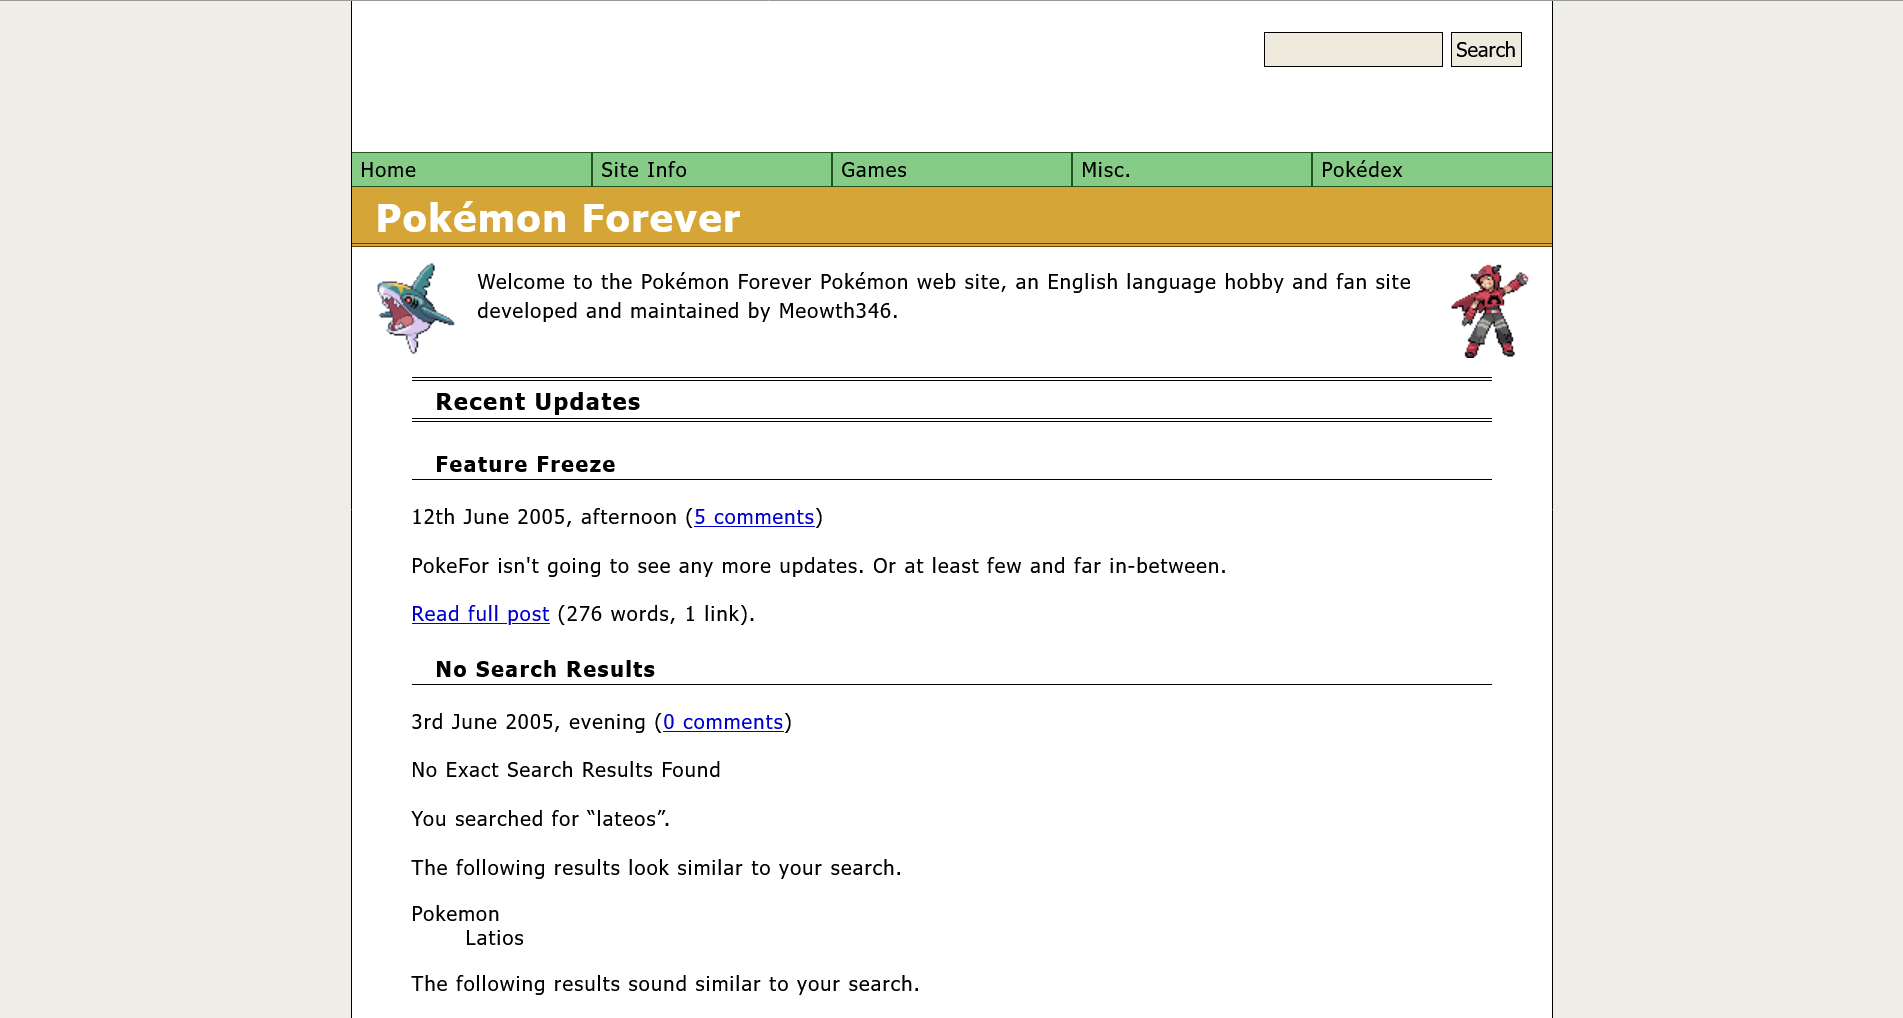 Search
Home
Site Info
Games
Misc.
Pokédex
Pokémon Forever
Welcome to the Pokémon Forever Pokémon web site, an English language hobby and fan site
developed and maintained by Meowth346.
Recent Updates
Feature Freeze
12th June 2005, afternoon (5 comments)
PokeFor isn't going to see any more updates. Or at least few and far in-between.
Read full post (276 words, 1 link).
No Search Results
3rd June 2005, evening (0 comments)
No Exact Search Results Found
You searched for “lateos”.
The following results look similar to your search.
Pokemon
Latios
The following results sound similar to your search.